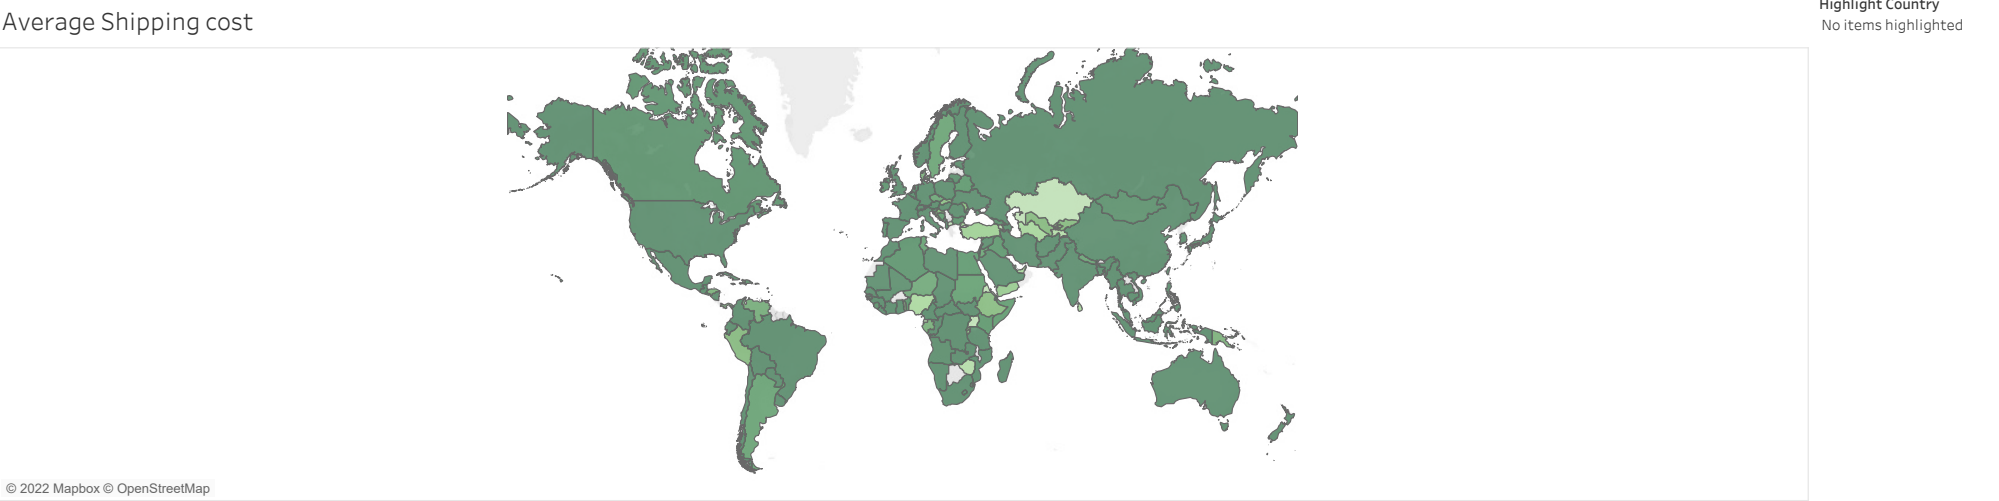 Average Shipping cost
Highlight Country
No items highlighted
© 2022 Mapbox © OpenStreetMap